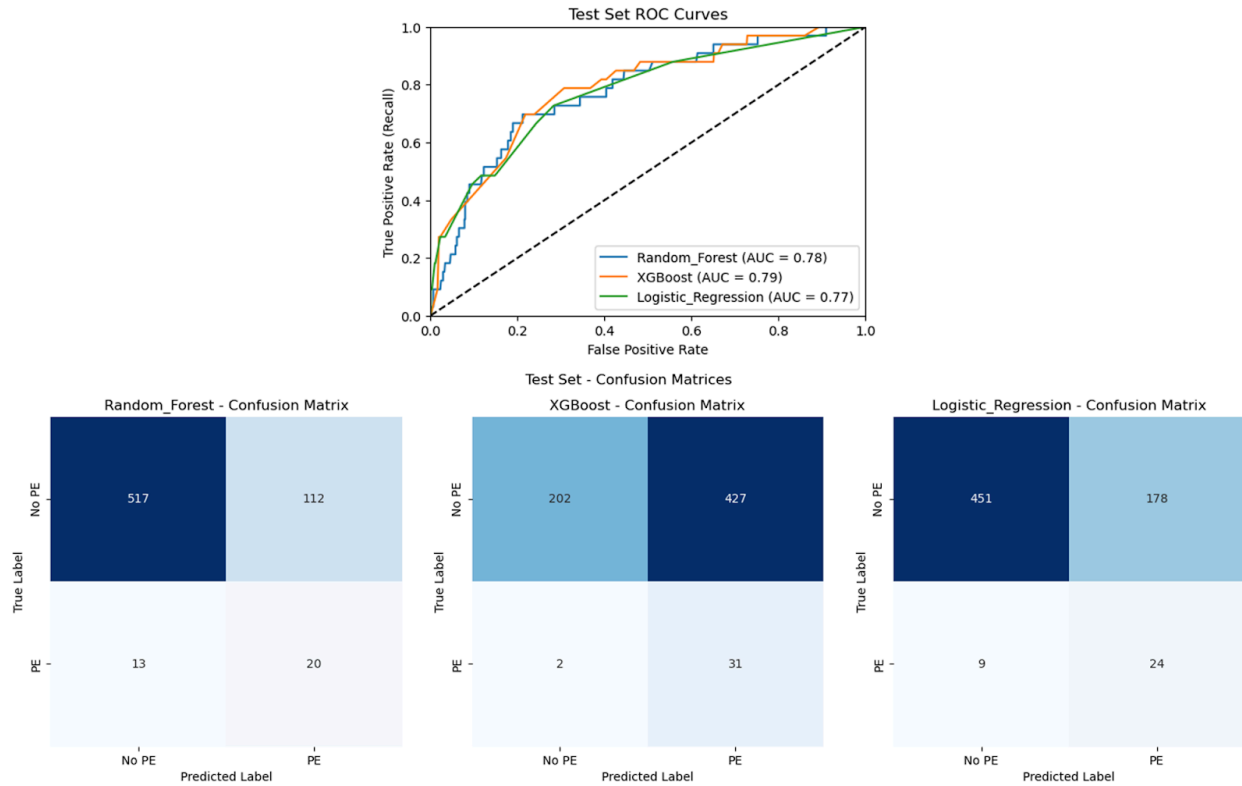 Test Set ROC Curves
1.0
0.8
0.6
0.4
0.2
0.0
True Positive Rate (Recall)
Random_Forest (AUC = 0.78)
XGBoost (AUC = 0.79)
Logistic_Regression (AUC = 0.77)
0.0 0.2 0.4 0.6 0.8 1.0
False Positive Rate
Test Set - Confusion Matrices
Random_Forest - Confusion Matrix
True Label
No PE
517 112
PE
13 20
No PE PE
Predicted Label
XGBoost - Confusion Matrix
True Label
No PE
202 427
PE
2 31
No PE PE
Predicted Label
Logistic_Regression - Confusion Matrix
True Label
No PE
451 178
PE
9 24
No PE PE
Predicted Label